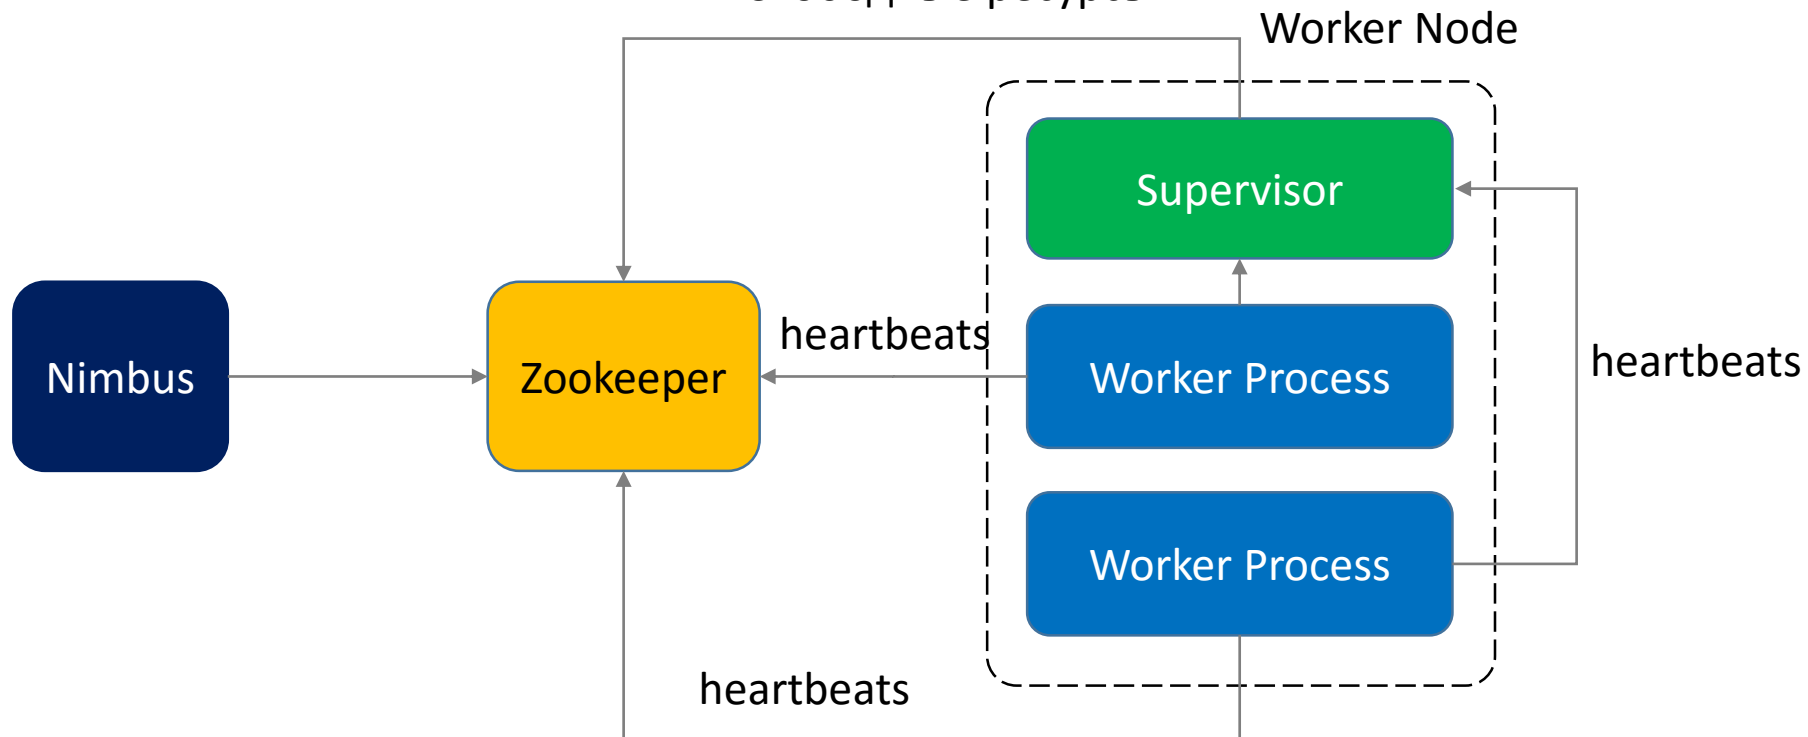 Worker Node
Supervisor
heartbeats
Nimbus
Zookeeper
Worker Process
heartbeats
Worker Process
heartbeats